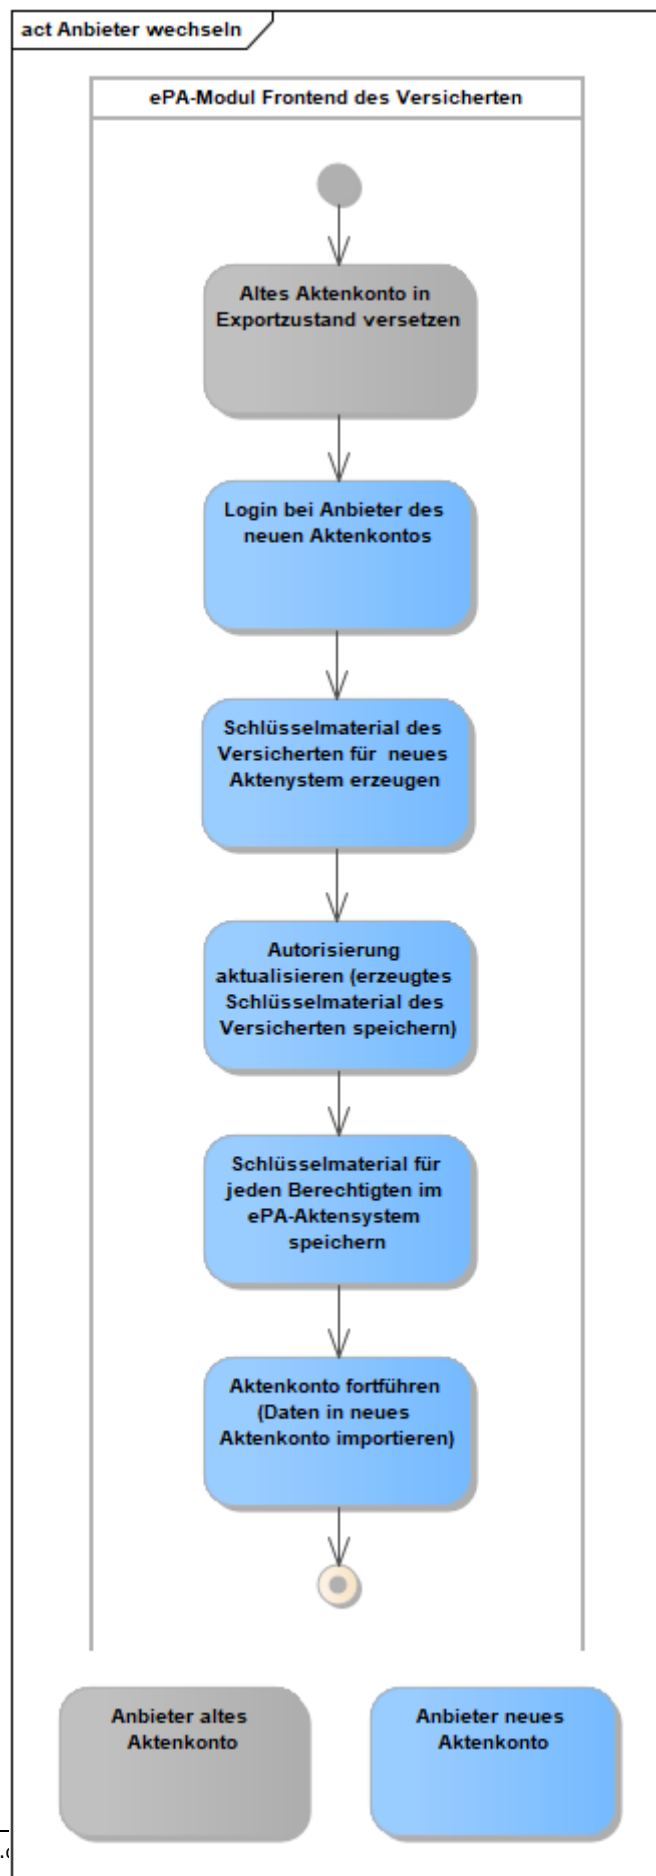 act Anbieter wechseln
ePA-Modul Frontend des Versicherten
Altes Aktenkonto in
Exportzustand versetzen
Login bei Anbieter des
neuen Aktenkontos
Schlüsselmaterial des
Versicherten für neues
Aktenystem erzeugen
Autorisierung
aktualisieren (erzeugtes
Schlüsselmaterial des
Versicherten speichern)
Schlüsselmaterial für
jeden Berechtigten im
ePA-Aktensystem
speichern
Aktenkonto fortführen
(Daten in neues
Aktenkonto importieren)
Anbieter altes
Aktenkonto
Anbieter neues
Aktenkonto